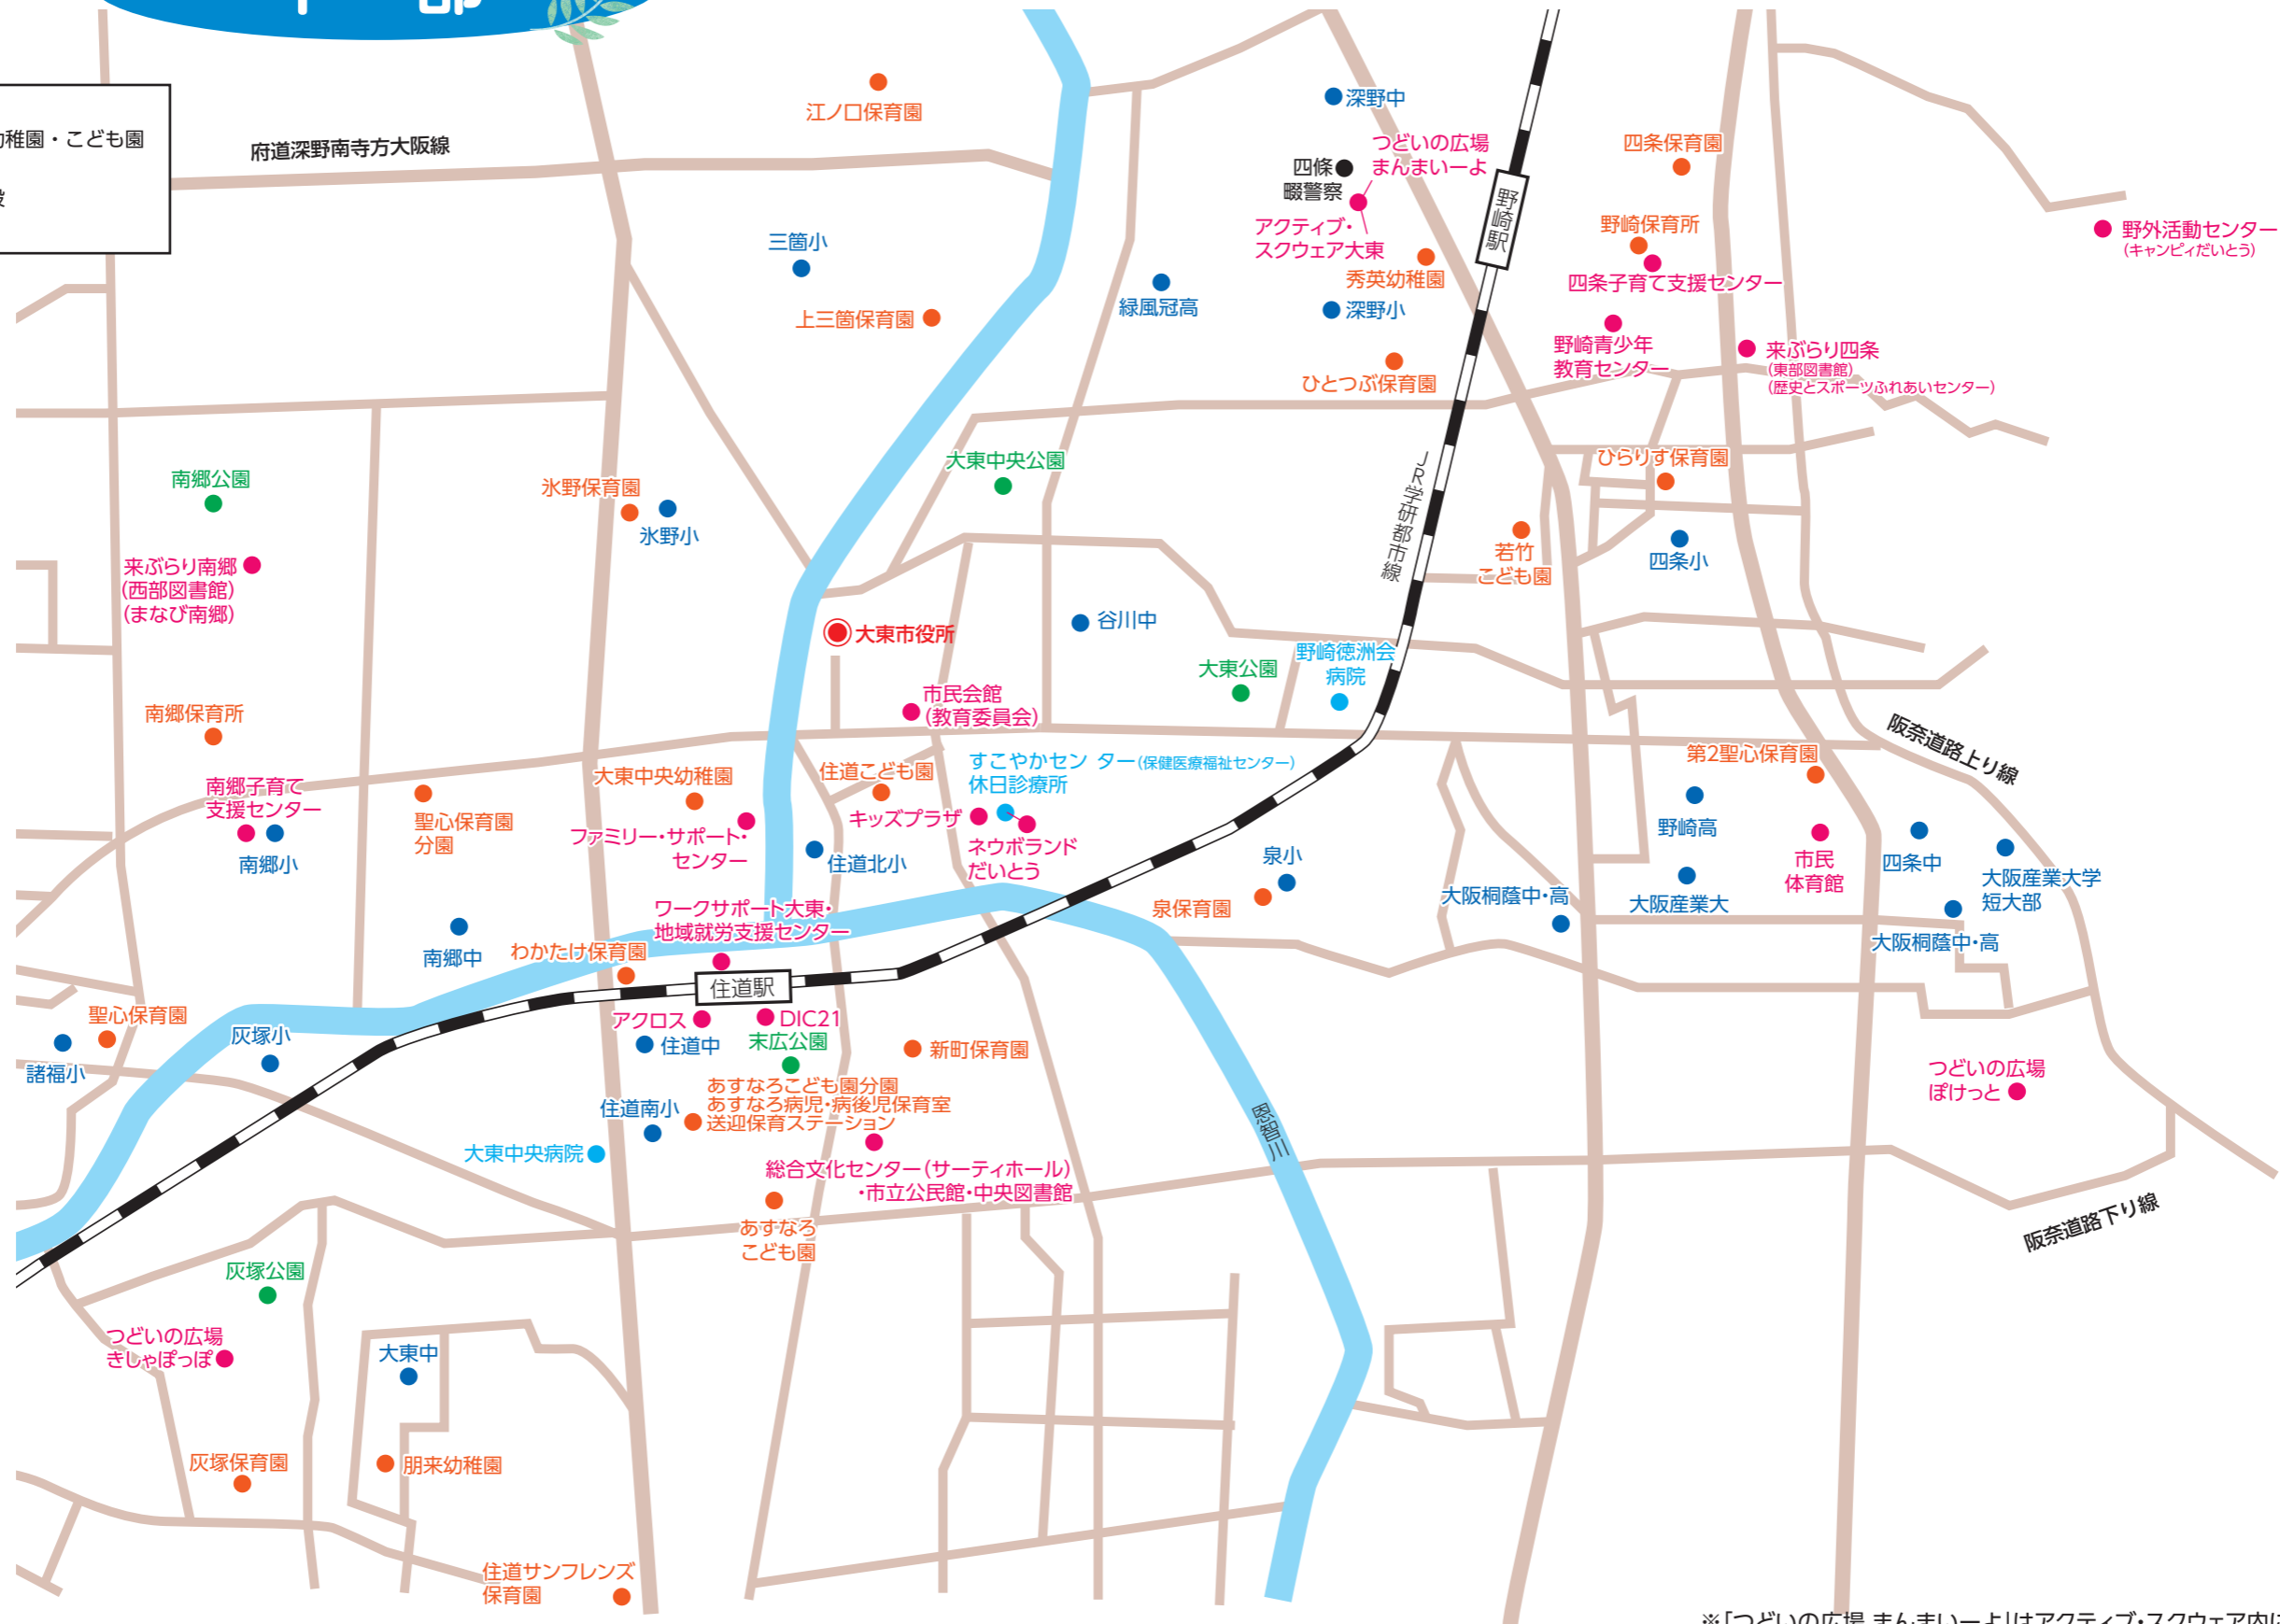 幼稚園・こども園
府道深野南寺方大阪線
江ノ口保育園
深野中
つどいの広場
まんまいーよ
四條
畷警察
アクティブ・
スクウェア大東
秀英幼稚園
深野小
ひとつぶ保育園
野崎駅
四条保育園
野崎保育所
四条子育て支援センター
野崎青少年
教育センター
来ぶらり四条
(東部図書館)
(歴史とスポーツふれあいセンター)
野外活動センター
(キャンピィだいとう)
三箇小
上三箇保育園
緑風冠高
南郷公園
氷野保育園
氷野小
大東中央公園
JR学研都市線
ひらりす保育園
若竹
こども園
四条小
来ぶらり南郷
(西部図書館)
(まなび南郷)
大東市役所
谷川中
大東公園
野崎徳洲会
病院
市民会館
(教育委員会)
南郷保育所
南郷子育て
支援センター
南郷小
聖心保育園
分園
大東中央幼稚園
ファミリー・サポート・
センター
住道こども園
すこやかセン ター(保健医療福祉センター)
休日診療所
キッズプラザ
ネウボランド
だいとう
住道北小
泉小
泉保育園
阪奈道路上り線
第2聖心保育園
野崎高
市民
体育館
四条中
大阪産業大学
短大部
大阪桐蔭中・高
大阪産業大
大阪桐蔭中・高
ワークサポート大東・
地域就労支援センター
南郷中
わかたけ保育園
住道駅
聖心保育園
諸福小
灰塚小
アクロス
DIC21
住道中
末広公園
新町保育園
あすなろこども園分園
あすなろ病児・病後児保育室
送迎保育ステーション
住道南小
大東中央病院
総合文化センター(サーティホール)
・市立公民館・中央図書館
あすなろ
こども園
恩智川
つどいの広場
ぽけっと
阪奈道路下り線
灰塚公園
つどいの広場
きしゃぽっぽ
大東中
灰塚保育園
朋来幼稚園
住道サンフレンズ
保育園